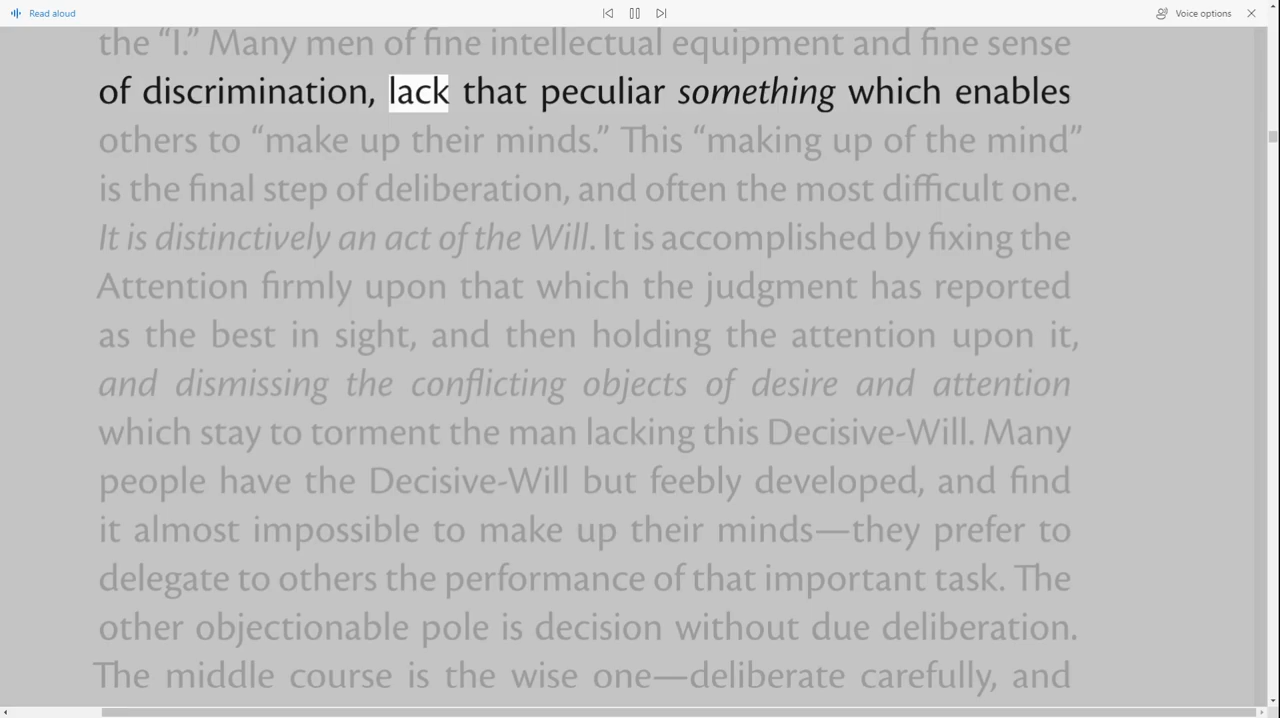 Read aloud
Voice options
the “I.” Many men of fine intellectual equipment and fine sense
of discrimination, lack that peculiar something which enables
others to “make up their minds.” This “making up of the mind”
is the final step of deliberation, and often the most difficult one.
It is distinctively an act of the Will. It is accomplished by fixing the
Attention firmly upon that which the judgment has reported
as the best in sight, and then holding the attention upon it,
and dismissing the conflicting objects of desire and attention
which stay to torment the man lacking this Decisive-Will. Many
people have the Decisive-Will but feebly developed, and find
it almost impossible to make up their minds—they prefer to
delegate to others the performance of that important task. The
other objectionable pole is decision without due deliberation.
The middle course is the wise one—deliberate carefully, and